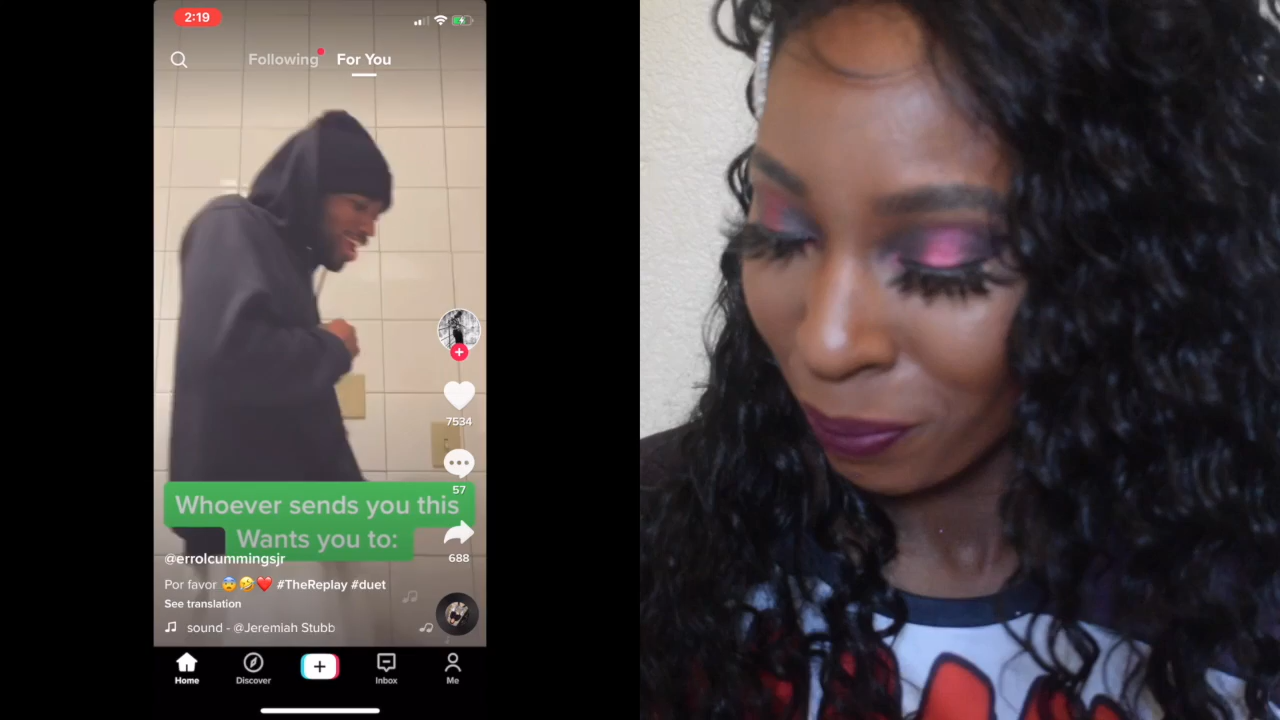 2:19
Following
For You
7534
57
Whoever sends you this
Wants you to:
688
@errolcummingsjr
Por favor 😨🤣❤️ #TheReplay #duet
See translation
sound - @Jeremiah Stubb
Home
Discover
Inbox
Me